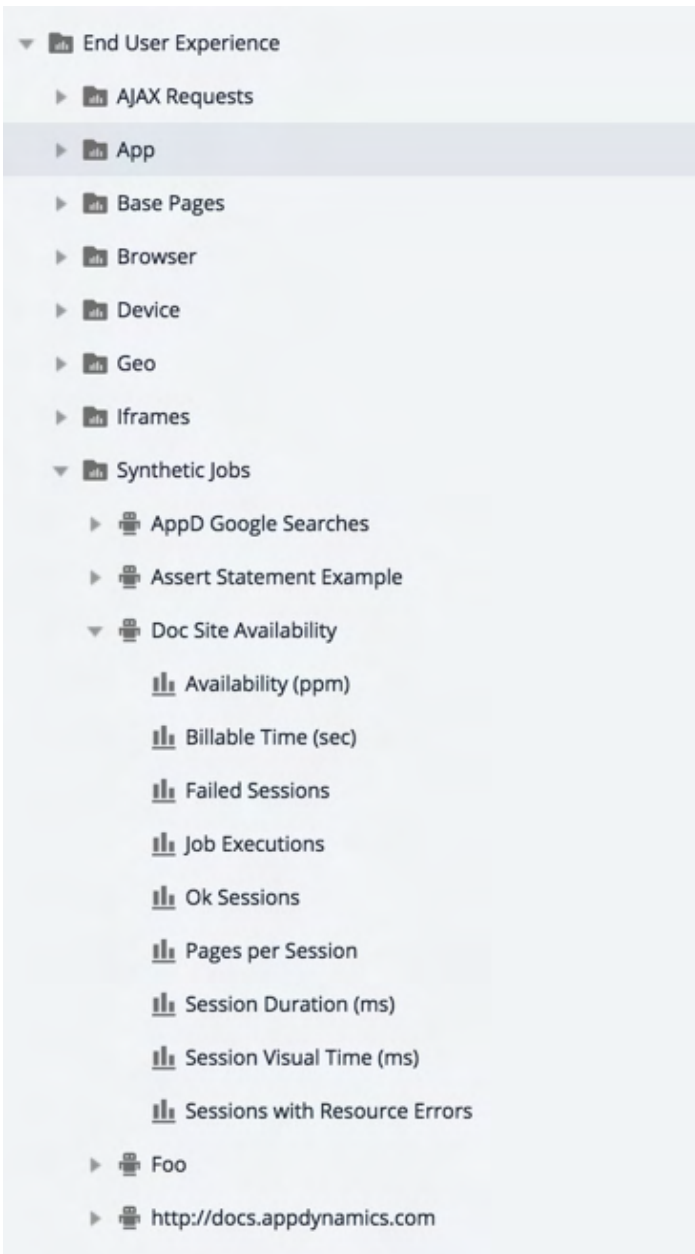 End User Experience
AJAX Requests
App
Base Pages
Browser
Device
Geo
Iframes
Synthetic Jobs
AppD Google Searches
Assert Statement Example
Doc Site Availability
Availability (ppm)
Billable Time (sec)
Failed Sessions
Job Executions
Ok Sessions
Pages per Session
Session Duration (ms)
Session Visual Time (ms)
Sessions with Resource Errors
Foo
http://docs.appdynamics.com